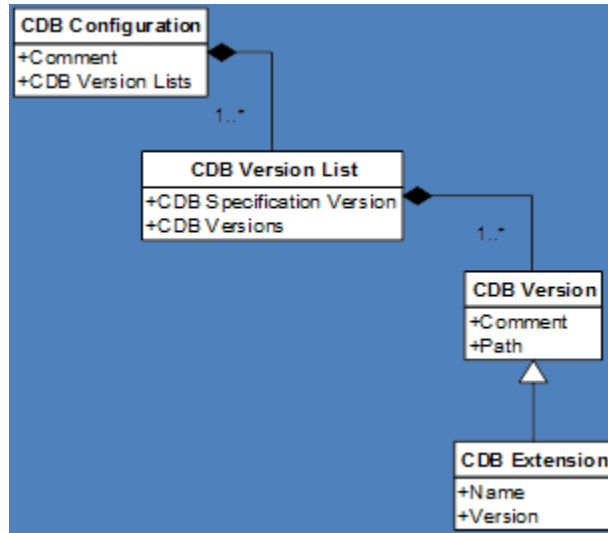 CDB Configuration
+Comment
+CDB Version Lists
1..*
CDB Version List
+CDB Specification Version
+CDB Versions
1..*
CDB Version
+Comment
+Path
CDB Extension
+Name
+Version